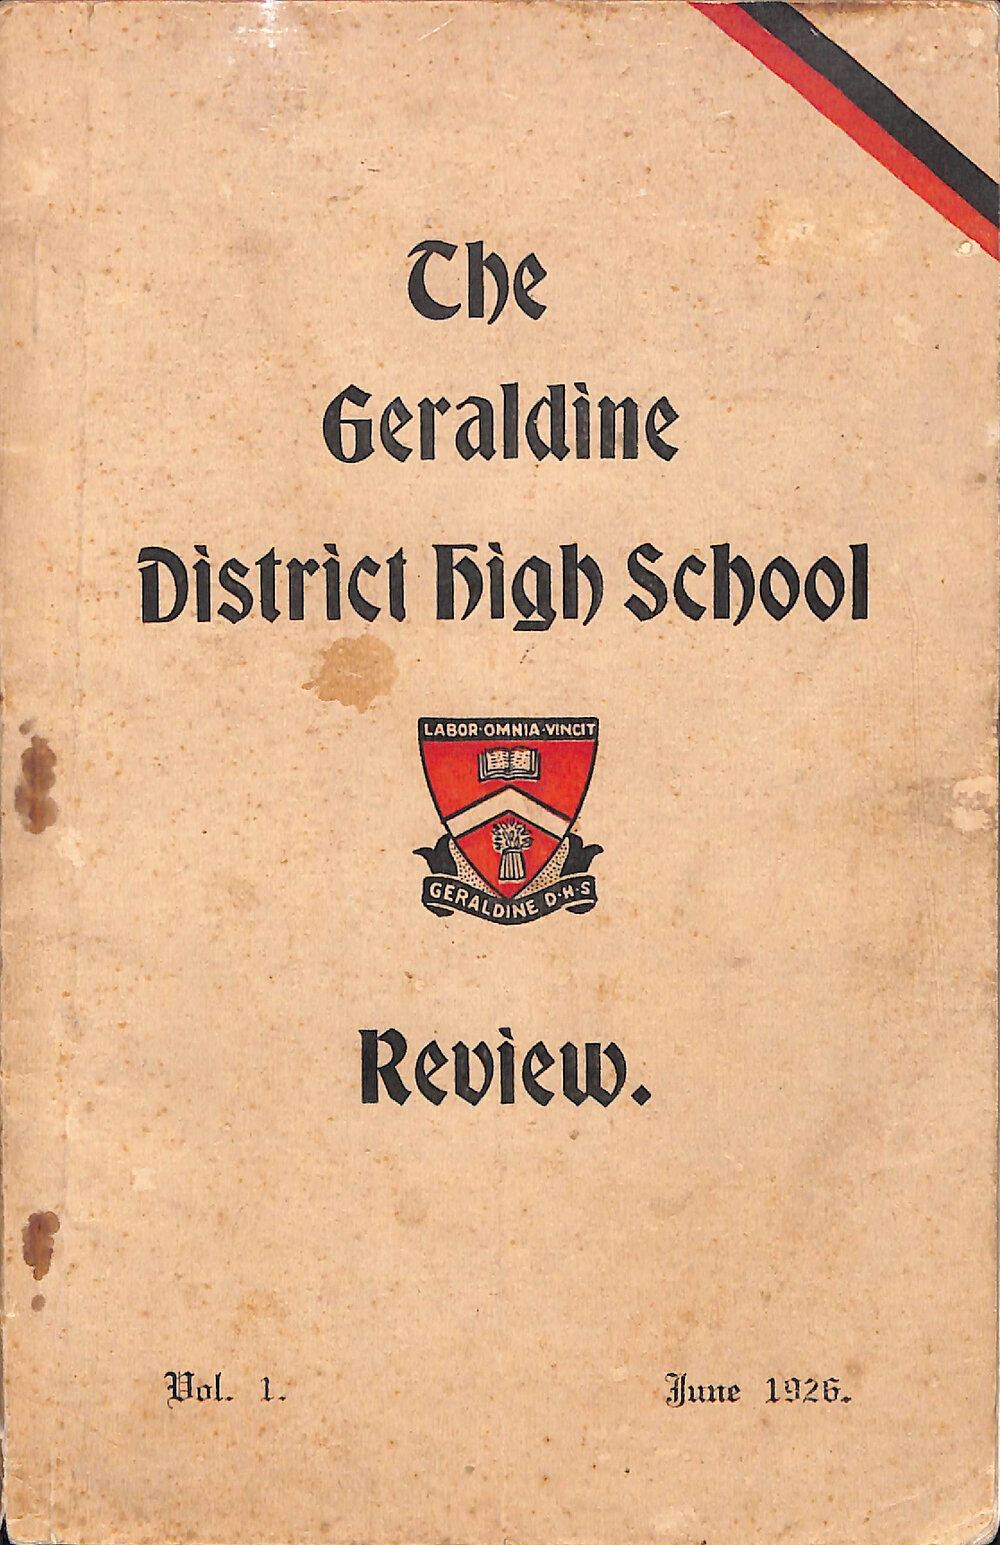 The
Geraldine
District High School
LABOR·OMNIA·VINCIT
GERALDINE D·H·S
Review.
Vol. 1.
June 1926.